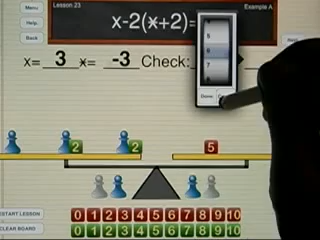 Menu
Lesson 23
Example A
Help.
Back
x-2(x+2)=
x= 3 x= -3 Check:
5
6
7
Done
2 2 5
RESTART LESSON 0 1 2 3 4 5 6 7 8 9 10
CLEAR BOARD 0 1 2 3 4 5 6 7 8 9 10